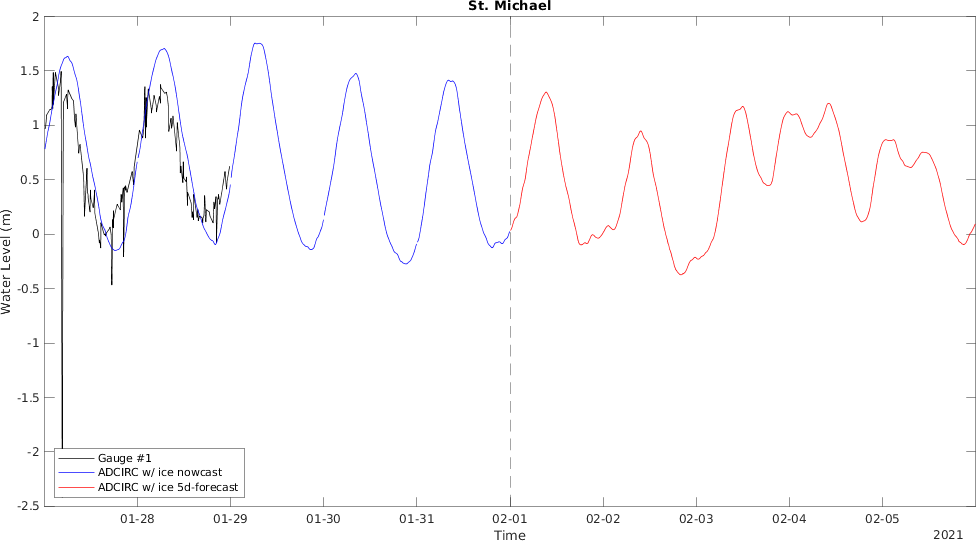 St. Michael
2
1.5
1
0.5
0
-0.5
-1
-1.5
-2
-2.5
Water Level (m)
Gauge #1
ADCIRC w/ ice nowcast
ADCIRC w/ ice 5d-forecast
01-28 01-29 01-30 01-31 02-01 02-02 02-03 02-04 02-05
Time
2021